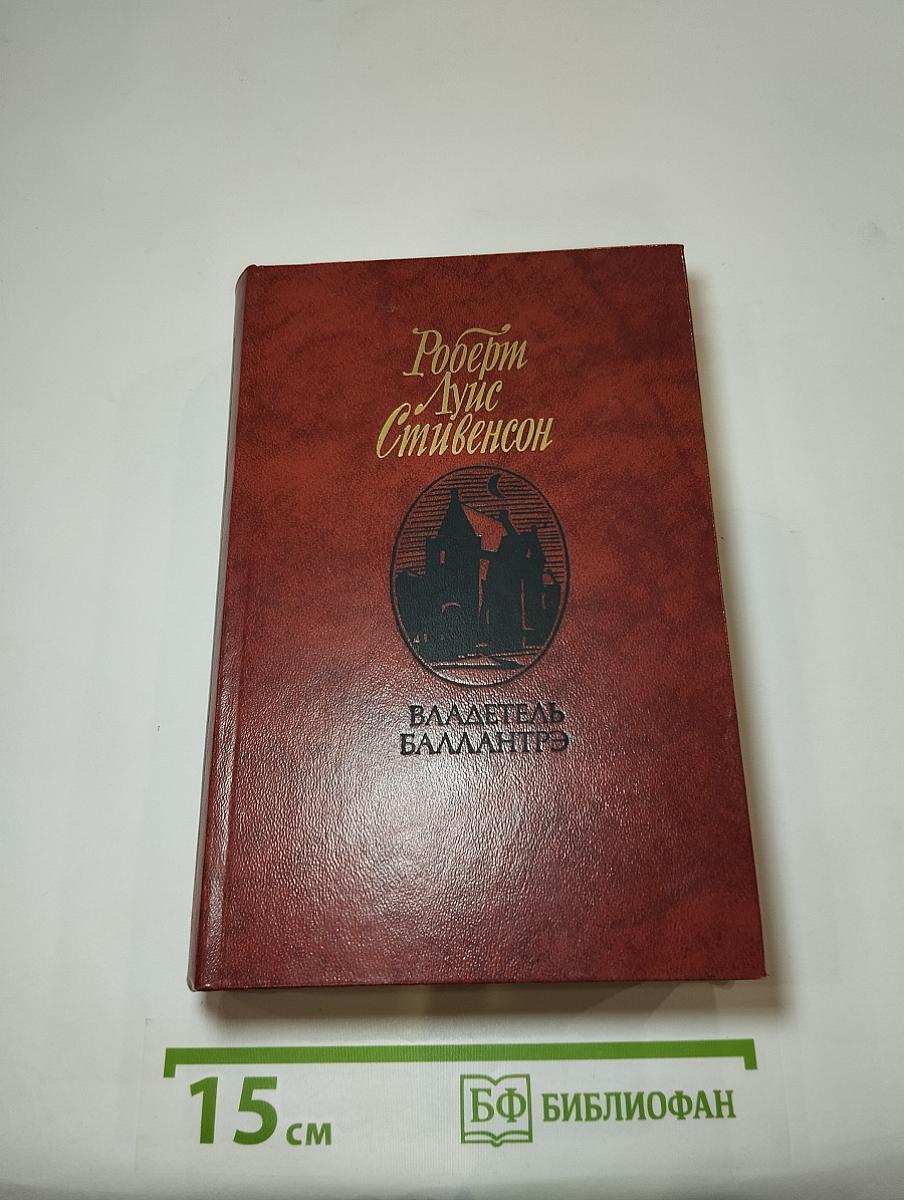 Роберт
Луис
Стивенсон
ВЛАДЕТЕЛЬ
БАЛЛАНТРЭ
15 см
БФ БИБЛИОФАН